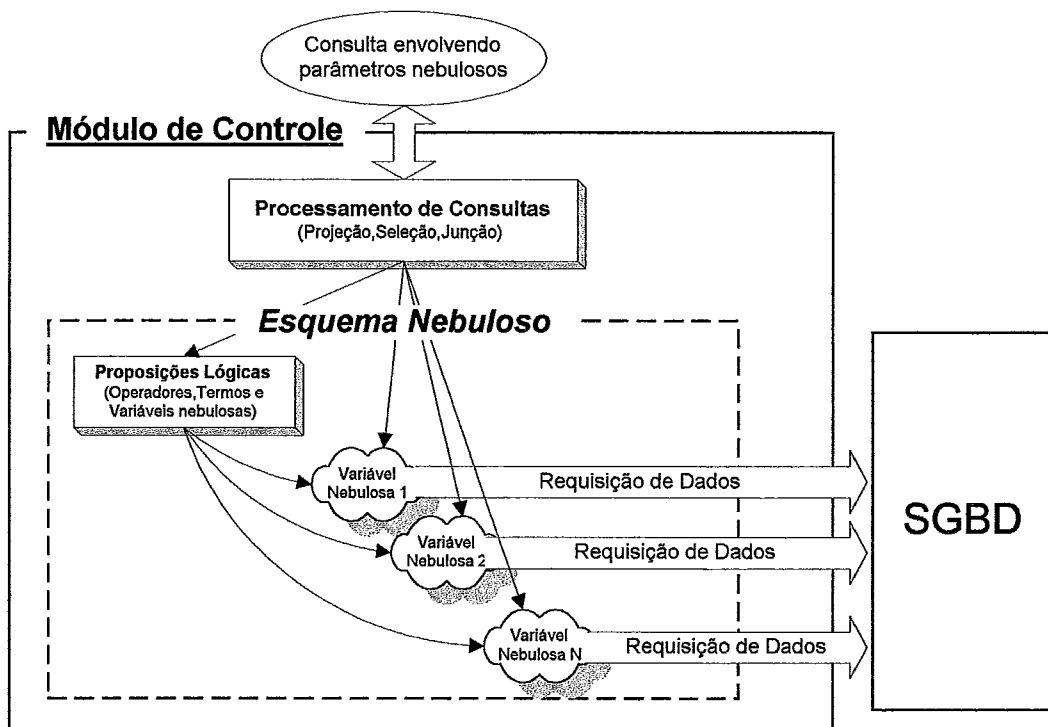 Consulta envolvendo
parâmetros nebulosos
Módulo de Controle
Processamento de Consultas
(Projeção,Seleção,Junção)
Esquema Nebuloso
Proposições Lógicas
(Operadores,Termos e
Variáveis nebulosas)
Variável
Nebulosa 1
Requisição de Dados
Variável
Nebulosa 2
Requisição de Dados
Variável
Nebulosa N
Requisição de Dados
SGBD